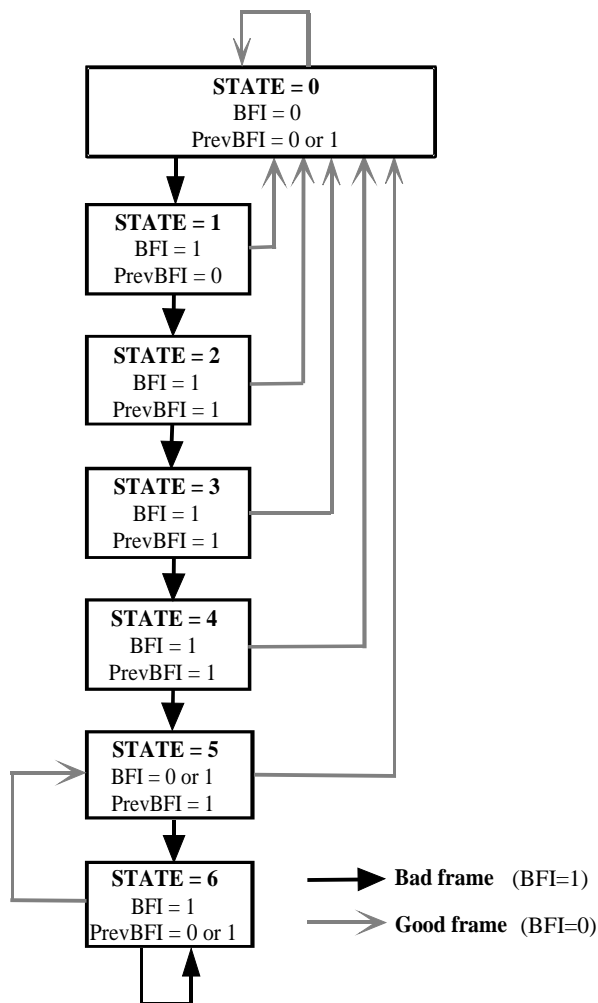 STATE = 0
BFI = 0
PrevBFI = 0 or 1
STATE = 1
BFI = 1
PrevBFI = 0
STATE = 2
BFI = 1
PrevBFI = 1
STATE = 3
BFI = 1
PrevBFI = 1
STATE = 4
BFI = 1
PrevBFI = 1
STATE = 5
BFI = 0 or 1
PrevBFI = 1
STATE = 6
BFI = 1
PrevBFI = 0 or 1
Bad frame (BFI=1)
Good frame (BFI=0)